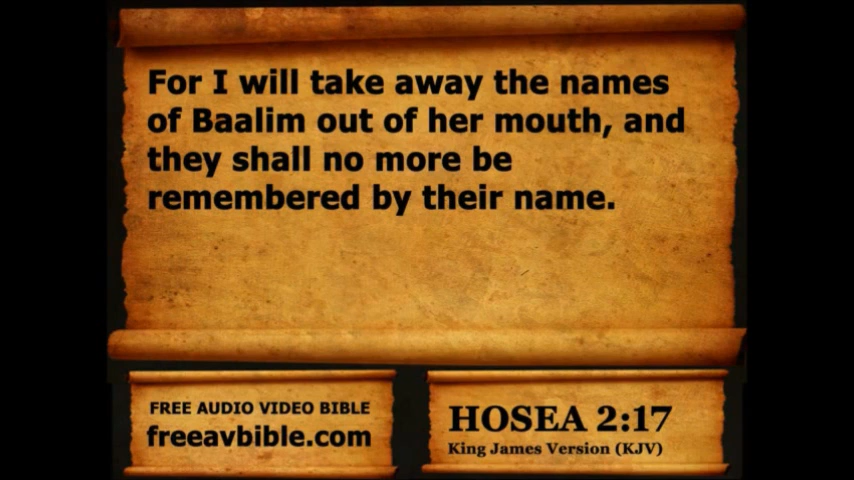 For I will take away the names
of Baalim out of her mouth, and
they shall no more be
remembered by their name.
FREE AUDIO VIDEO BIBLE
freeavbible.com
HOSEA 2:17
King James Version (KJV)